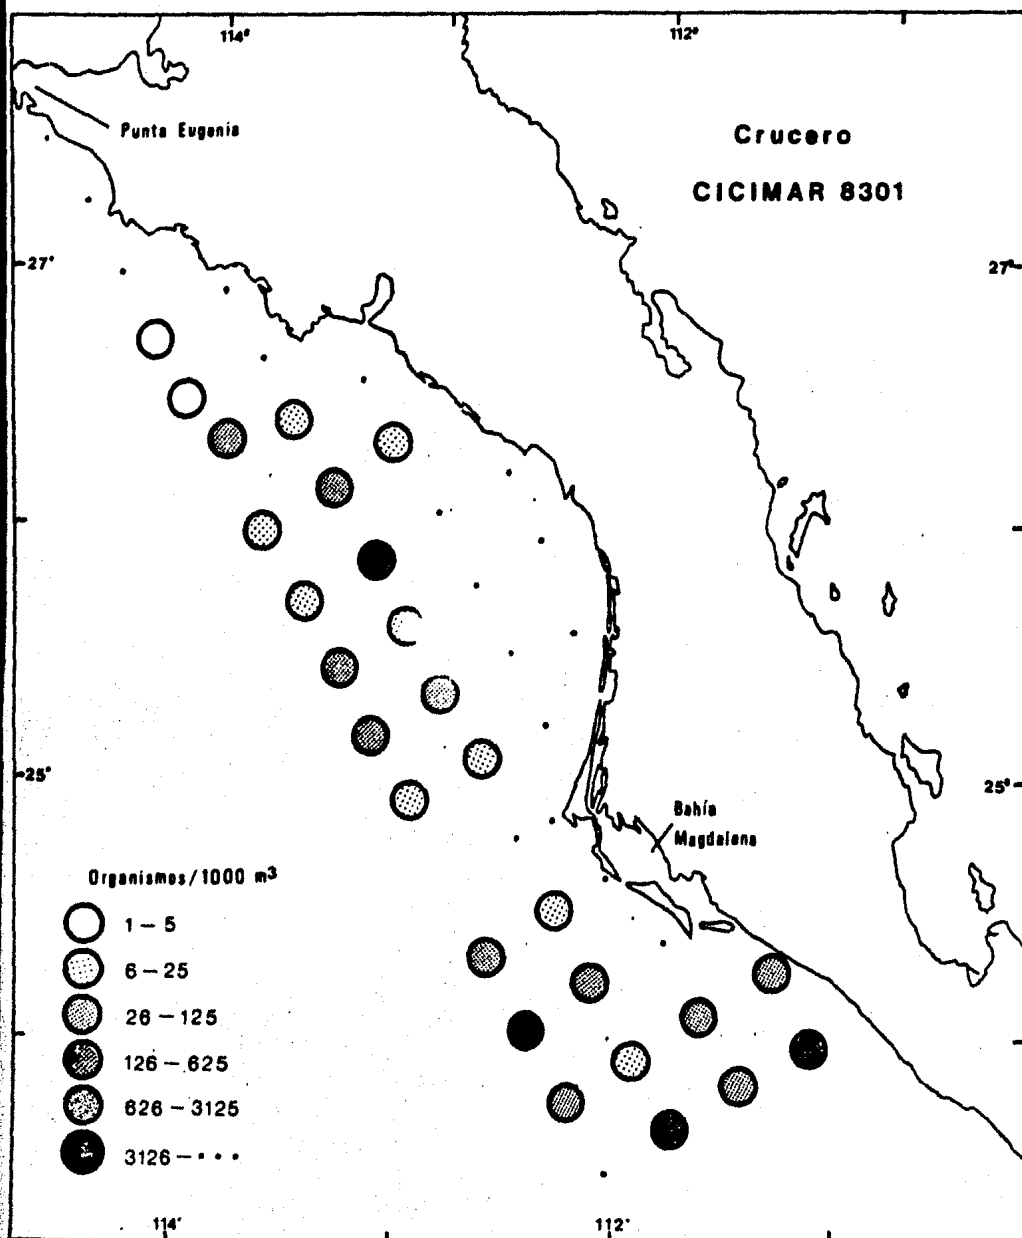 114°
112°
Punta Eugenia
Crucero
CICIMAR 8301
27°
27°
25°
25°
Bahía
Magdalena
Organismos/1000 m³
1 – 5
6 – 25
26 – 125
126 – 625
626 – 3125
3126 – • • •
114°
112°